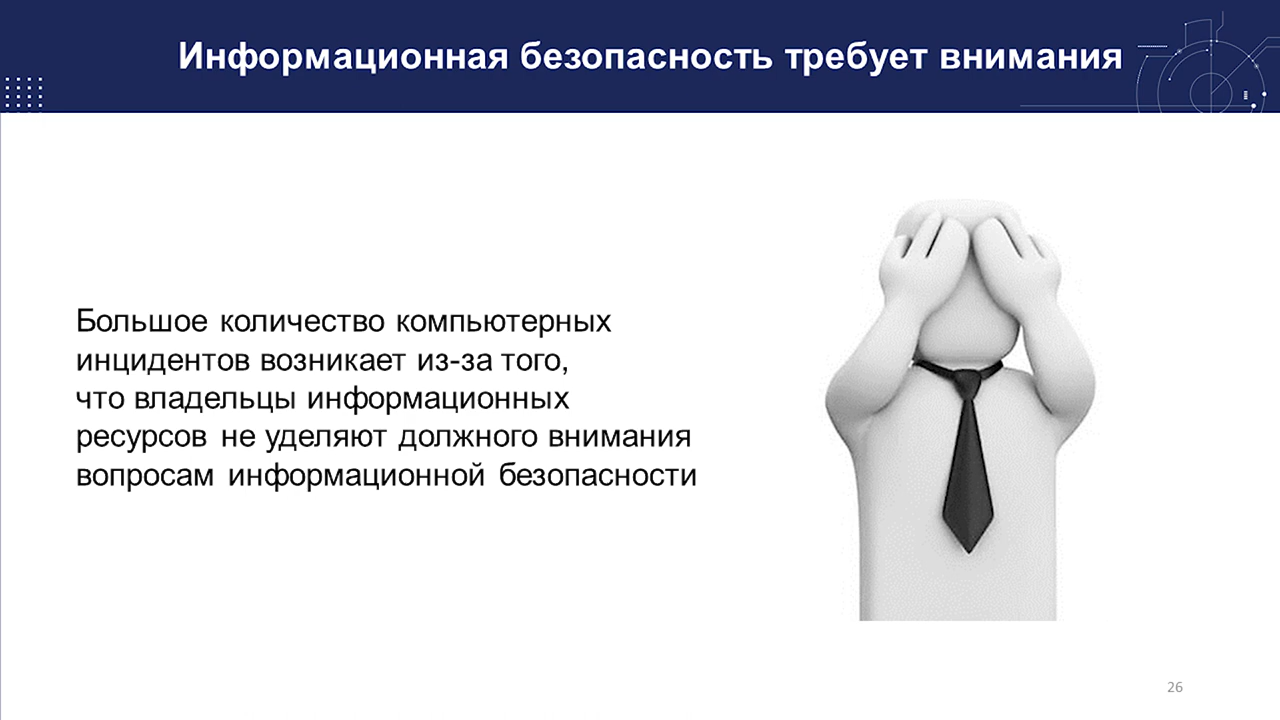 Информационная безопасность требует внимания
Большое количество компьютерных
инцидентов возникает из-за того,
что владельцы информационных
ресурсов не уделяют должного внимания
вопросам информационной безопасности
26